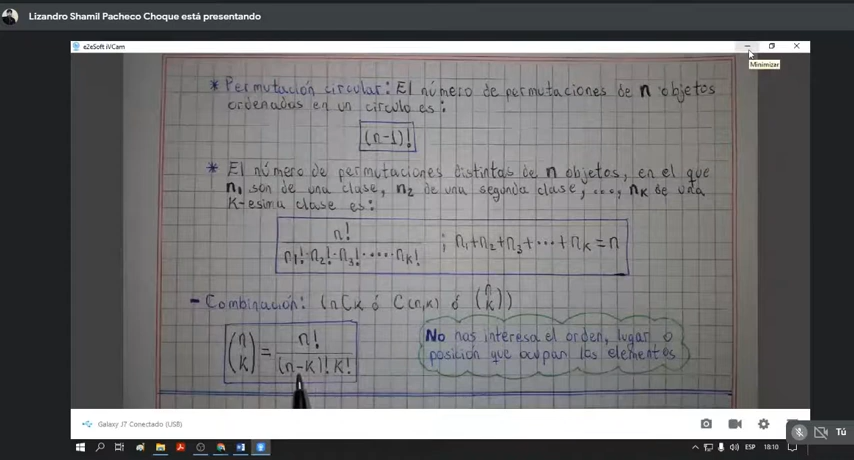 Lizandro Shamil Pacheco Choque está presentando
e2eSoft iVCam
Minimizar
* Permutación circular: El número de permutaciones de n objetos
ordenados en un círculo es:
(n-1)!
* El número de permutaciones distintas de n objetos, en el que
n₁ son de una clase, n₂ de una segunda clase, ..., nₖ de una
K-esima clase es:
n! / (n₁!·n₂!·n₃!·....·nₖ!) ; n₁+n₂+n₃+...+nₖ=n
- Combinación: (nCk ó C(n,k) ó (n k))
(n k) = n! / ((n-k)! k!)
No nos interesa el orden, lugar o
posición que ocupan los elementos
Galaxy J7 Conectado (USB)
Tú
ESP
18:10